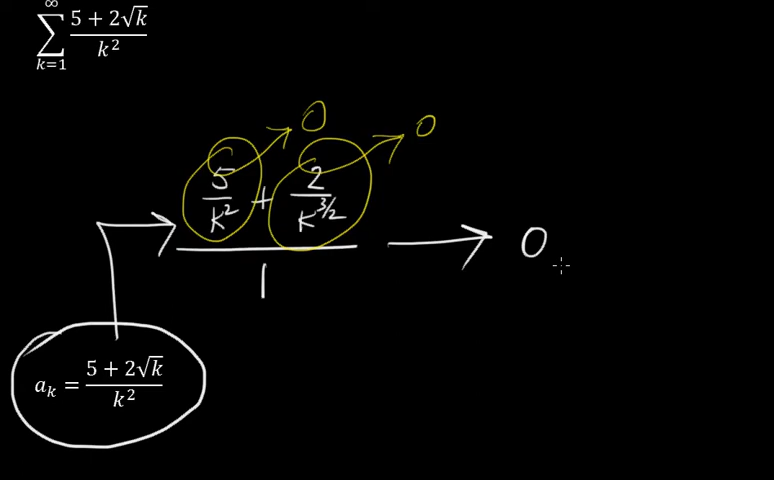 ∑_{k=1}^{∞} (5 + 2√k)/k²
0 0
(5/k² + 2/k^{3/2})/1 → 0
a_k = (5 + 2√k)/k²